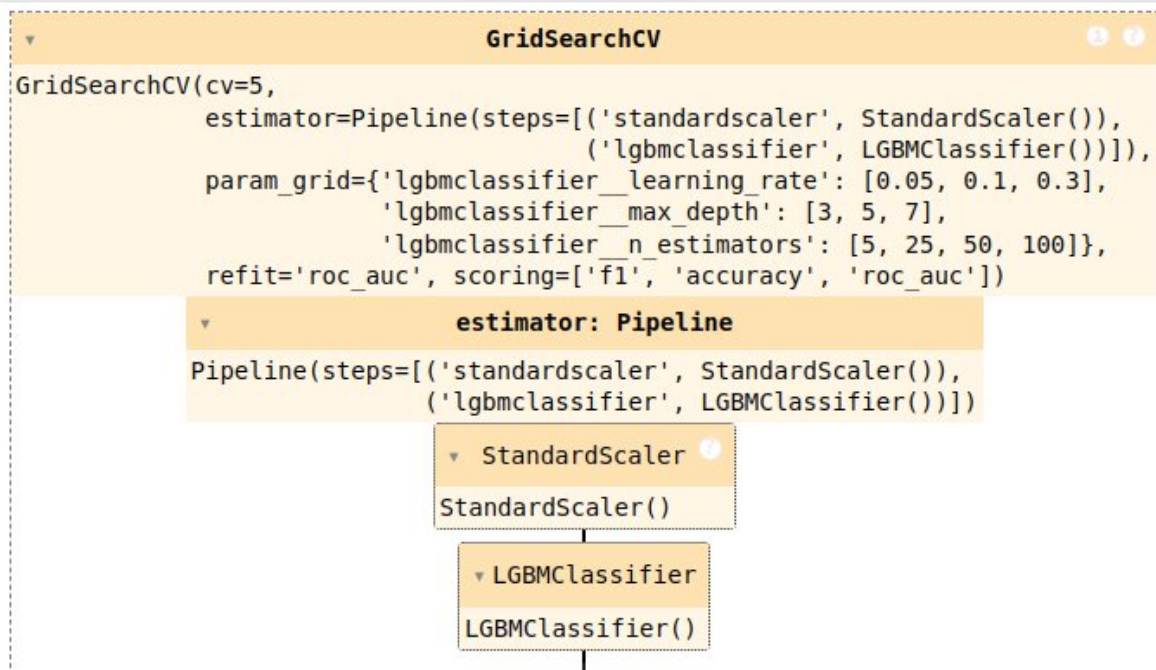 GridSearchCV
GridSearchCV(cv=5,
estimator=Pipeline(steps=[('standardscaler', StandardScaler()),
('lgbmclassifier', LGBMClassifier())]),
param_grid={'lgbmclassifier__learning_rate': [0.05, 0.1, 0.3],
'lgbmclassifier__max_depth': [3, 5, 7],
'lgbmclassifier__n_estimators': [5, 25, 50, 100]},
refit='roc_auc', scoring=['f1', 'accuracy', 'roc_auc'])
estimator: Pipeline
Pipeline(steps=[('standardscaler', StandardScaler()),
('lgbmclassifier', LGBMClassifier())])
StandardScaler ?
StandardScaler()
LGBMClassifier
LGBMClassifier()